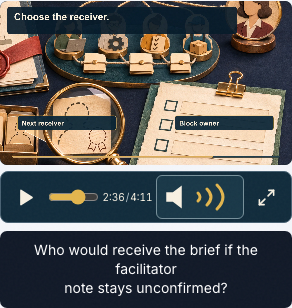 Choose the receiver.
Next receiver
Block owner
2:36/4:11
Who would receive the brief if the
facilitator
note stays unconfirmed?